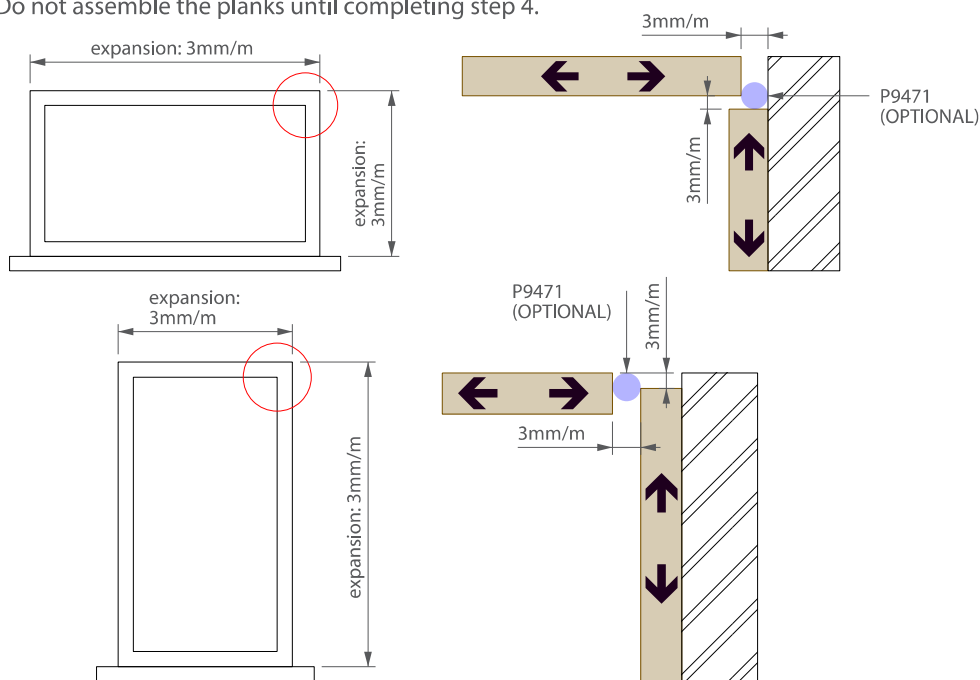 Do not assemble the planks until completing step 4.
expansion: 3mm/m
expansion:
3mm/m
3mm/m
3mm/m
P9471
(OPTIONAL)
expansion:
3mm/m
expansion: 3mm/m
P9471
(OPTIONAL)
3mm/m
3mm/m